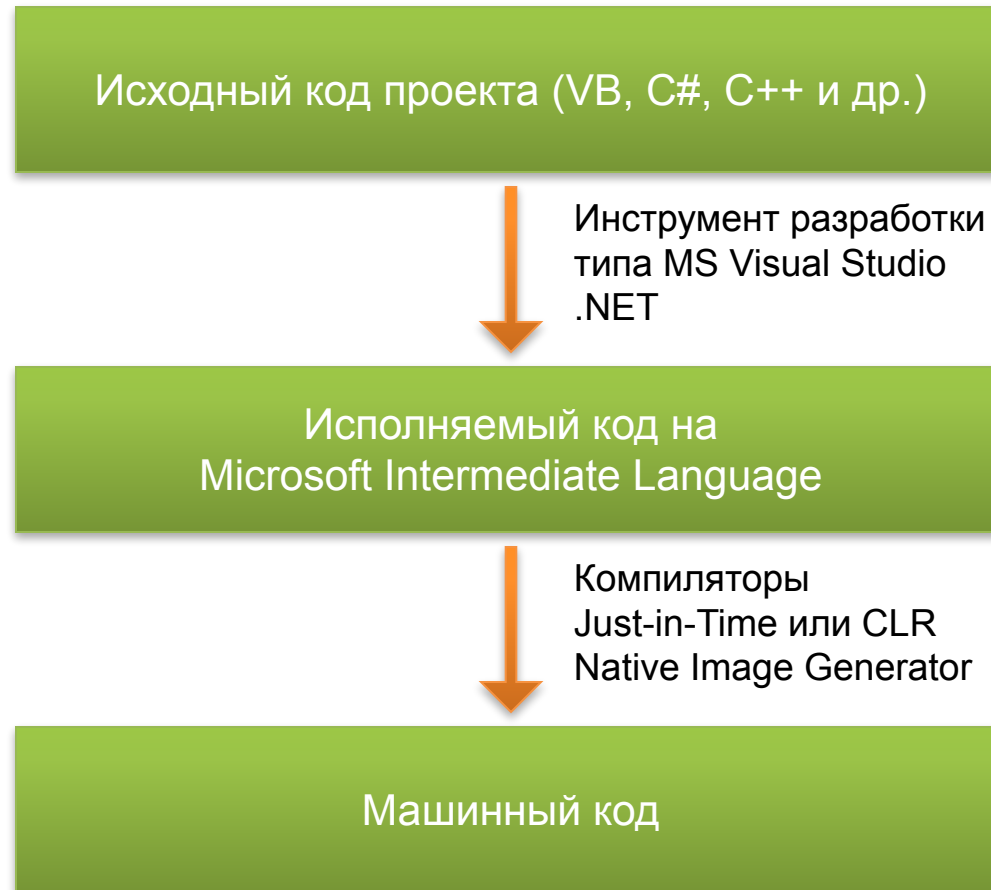 Исходный код проекта (VB, C#, C++ и др.)
Инструмент разработки
типа MS Visual Studio
.NET
Исполняемый код на
Microsoft Intermediate Language
Компиляторы
Just-in-Time или CLR
Native Image Generator
Машинный код